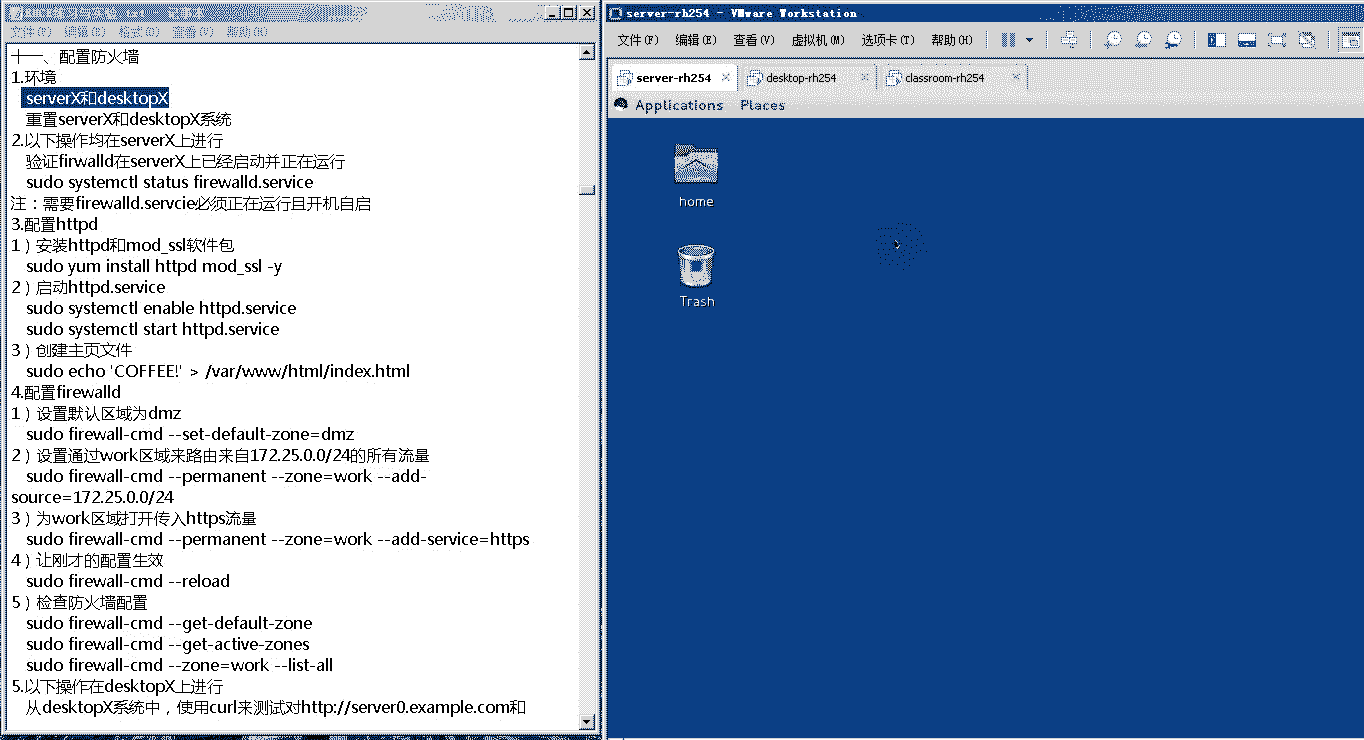 文件(F) 编辑(E) 格式(O) 查看(V) 帮助(H)
十一、配置防火墙
1.环境
serverX和desktopX
重置serverX和desktopX系统
2.以下操作均在serverX上进行
验证firwalld在serverX上已经启动并正在运行
sudo systemctl status firewalld.service
注：需要firewalld.servcie必须正在运行且开机自启
3.配置httpd
1）安装httpd和mod_ssl软件包
sudo yum install httpd mod_ssl -y
2）启动httpd.service
sudo systemctl enable httpd.service
sudo systemctl start httpd.service
3）创建主页文件
sudo echo 'COFFEE!' > /var/www/html/index.html
4.配置firewalld
1）设置默认区域为dmz
sudo firewall-cmd --set-default-zone=dmz
2）设置通过work区域来路由来自172.25.0.0/24的所有流量
sudo firewall-cmd --permanent --zone=work --add-
source=172.25.0.0/24
3）为work区域打开传入https流量
sudo firewall-cmd --permanent --zone=work --add-service=https
4）让刚才的配置生效
sudo firewall-cmd --reload
5）检查防火墙配置
sudo firewall-cmd --get-default-zone
sudo firewall-cmd --get-active-zones
sudo firewall-cmd --zone=work --list-all
5.以下操作在desktopX上进行
从desktopX系统中，使用curl来测试对http://server0.example.com和
server-rh254 - VMware Workstation
文件(F) 编辑(E) 查看(V) 虚拟机(M) 选项卡(T) 帮助(H)
server-rh254 desktop-rh254 classroom-rh254
Applications Places
home
Trash